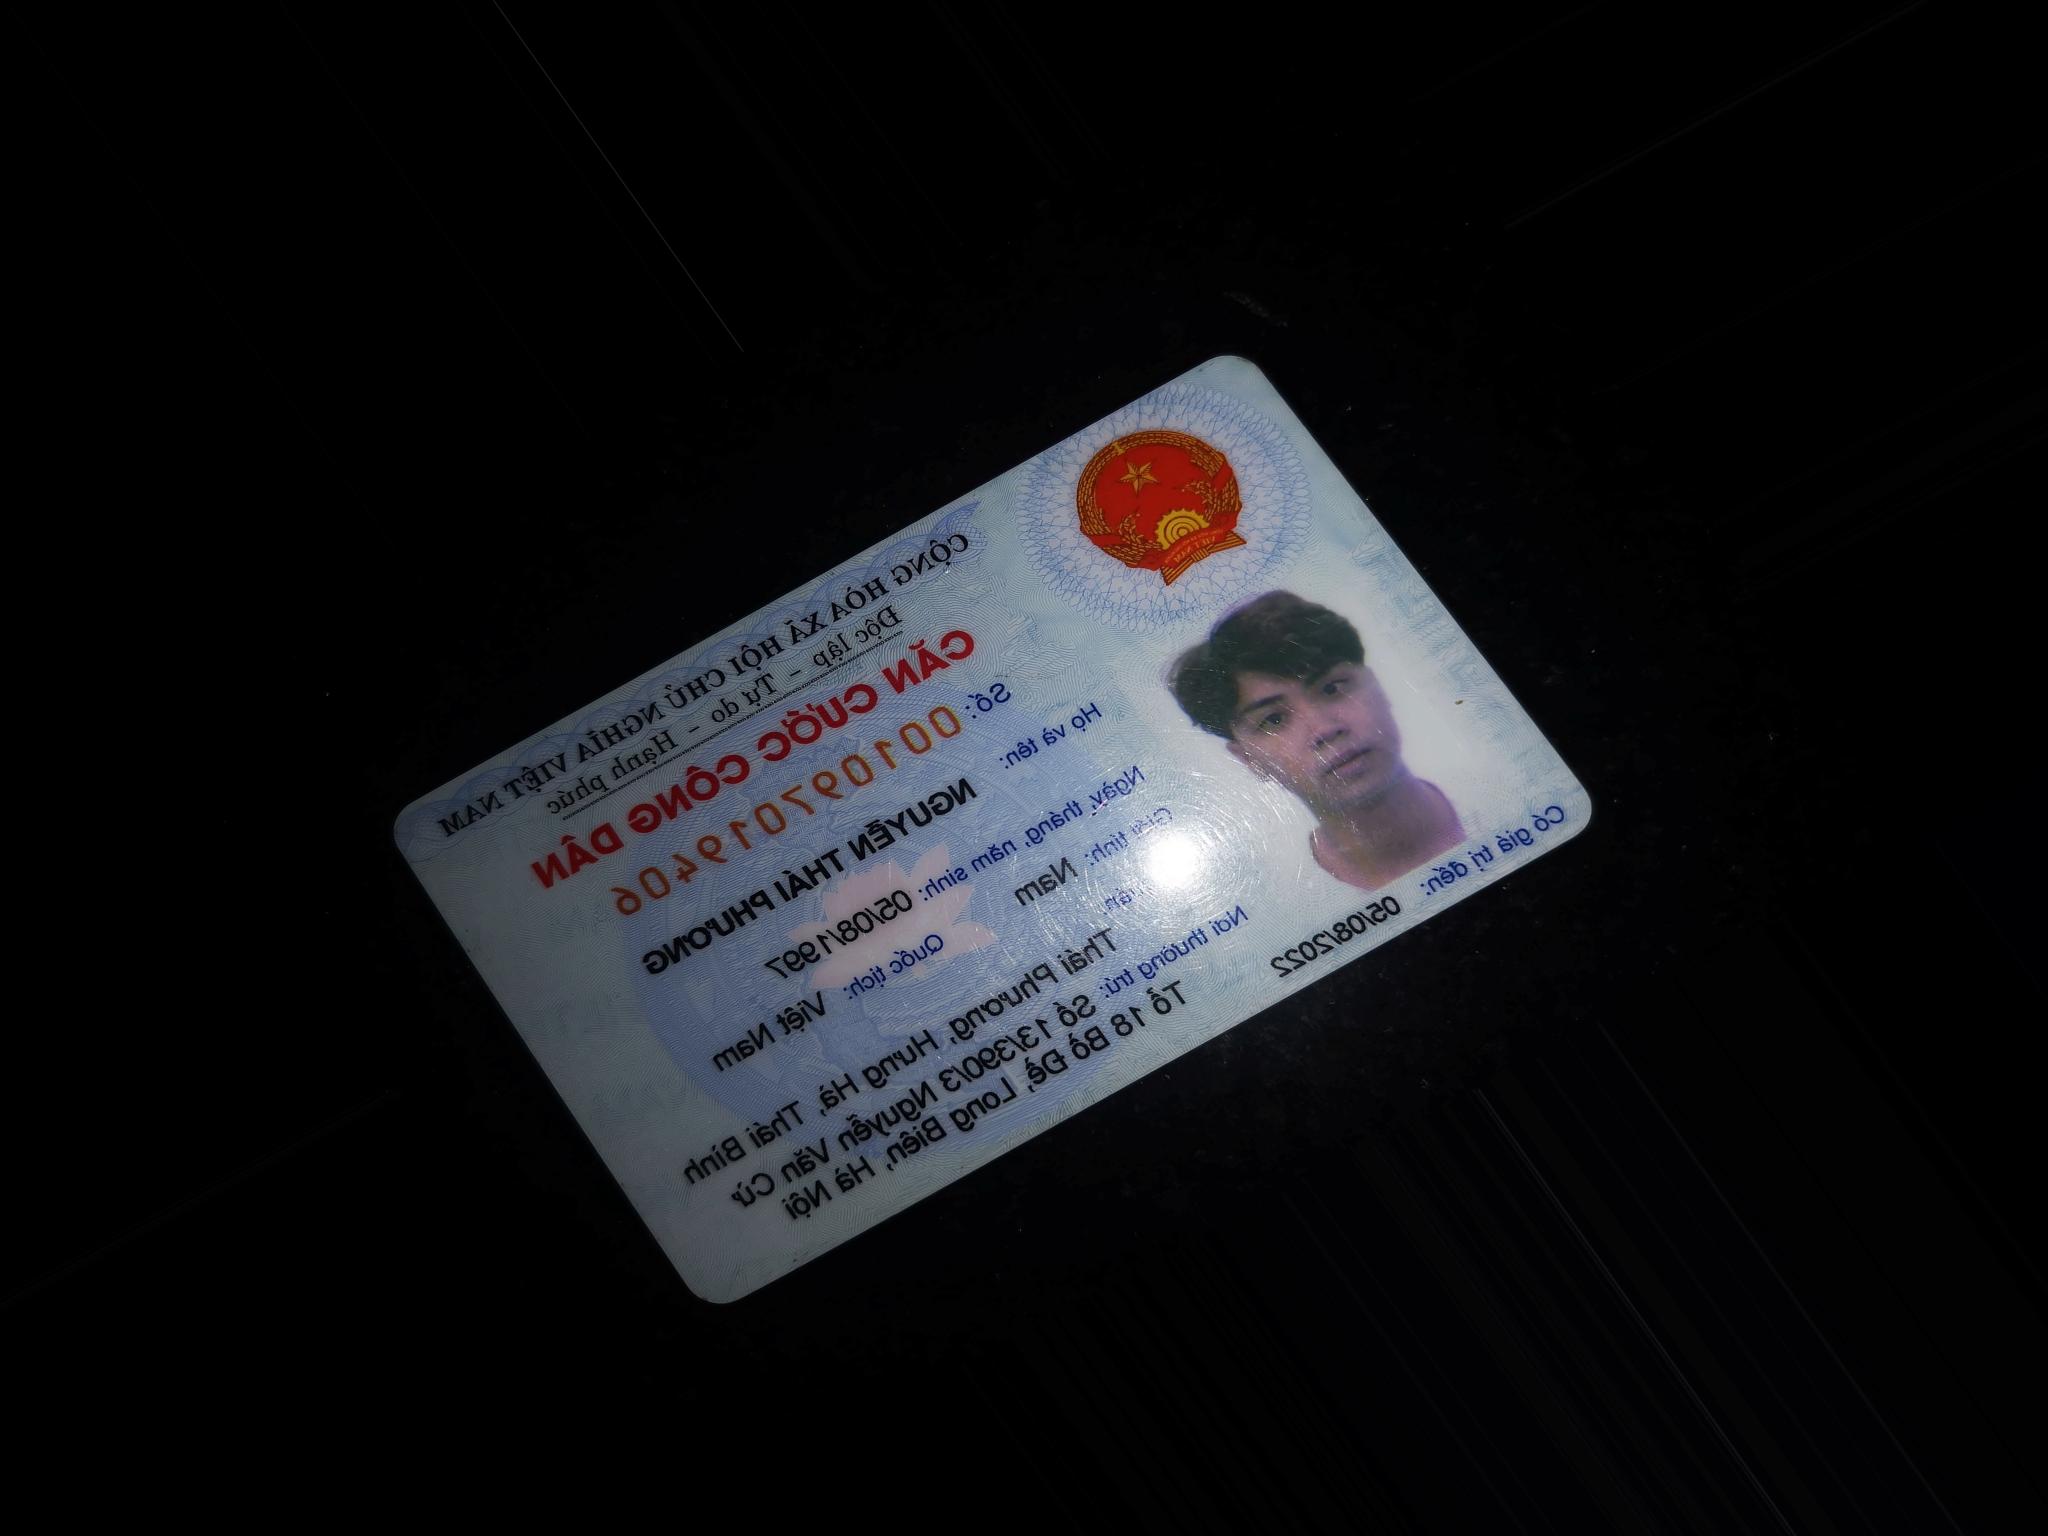 CỘNG HÒA XÃ HỘI CHỦ NGHĨA VIỆT NAM
Độc lập - Tự do - Hạnh phúc
CĂN CƯỚC CÔNG DÂN
Số: 001097019406
Họ và tên:
NGUYỄN THÁI PHƯƠNG
Ngày, tháng, năm sinh: 05/08/1997
Giới tính: Nam Quốc tịch: Việt Nam
Thái Phương, Hưng Hà, Thái Bình
Nơi thường trú: Số 13/390/3 Nguyễn Văn Cừ
Tổ 18 Bồ Đề, Long Biên, Hà Nội
Có giá trị đến:
05/08/2022